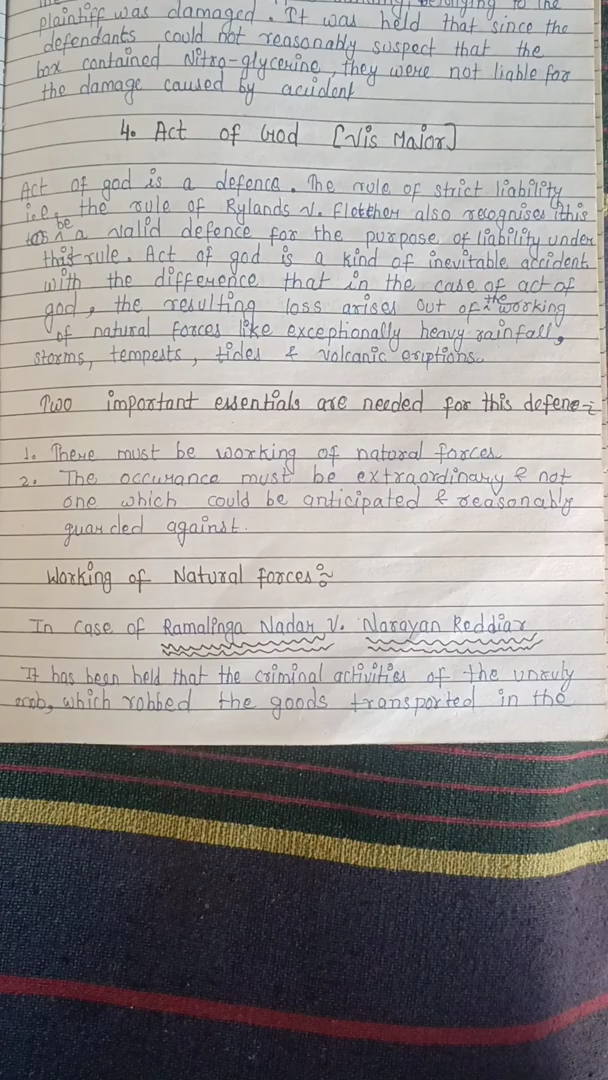 belonging to the
plaintiff was damaged. It was held that since the
defendants could not reasonably suspect that the
box contained Nitro-glycerine, they were not liable for
the damage caused by acident
4. Act of God [Vis Major]
Act of god is a defence. The rule of strict liability
i.e, the rule of Rylands v. Fletcher also recognises this
to be a valid defence for the purpose of liability under
this rule. Act of god is a kind of inevitable accident
with the difference that in the case of act of
god, the resulting loss arises out of the working
of natural forces like exceptionally heavy rainfall,
storms, tempests, tides & volcanic eriptions.
Two important essentials are needed for this defence:
1. There must be working of natural forces
2. The occurrance must be extraordinary & not
one which could be anticipated & reasonably
guarded against.
Working of Natural forces:
In case of Ramalinga Nadar V. Narayan Reddiar
It has been held that the criminal activities of the unruly
mob, which robbed the goods transported in the